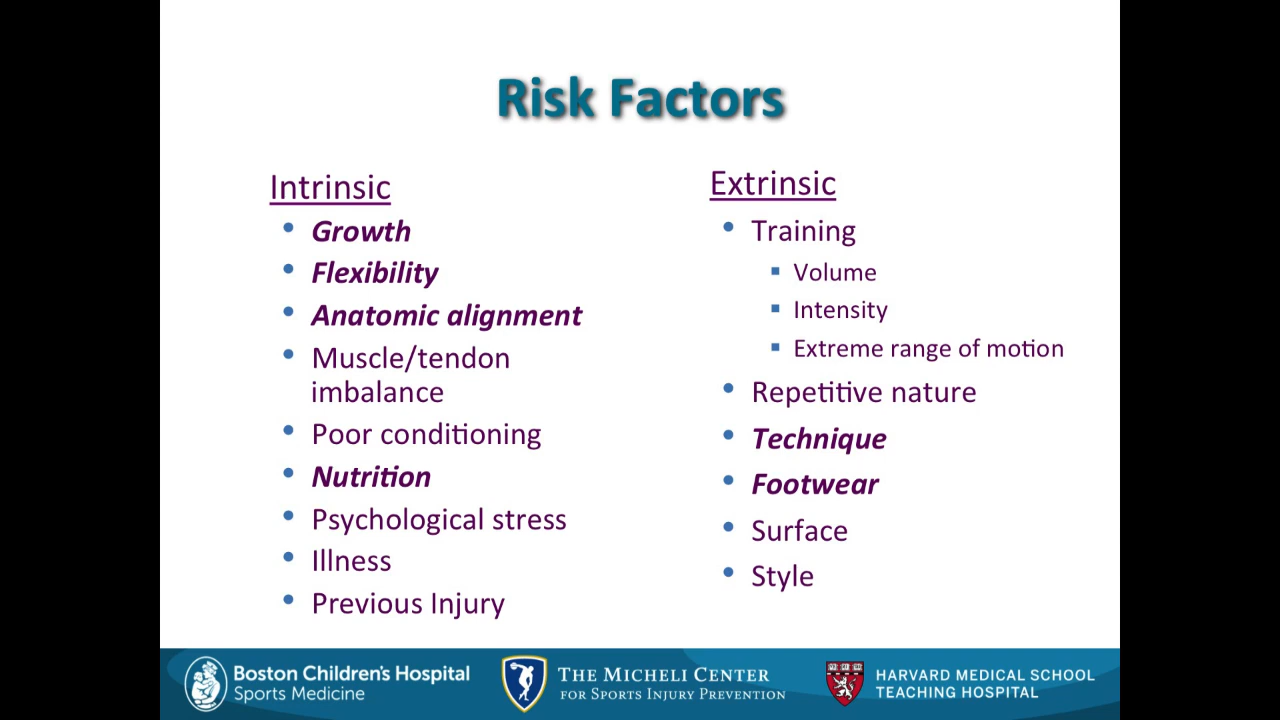 Risk Factors
Intrinsic
Growth
Flexibility
Anatomic alignment
Muscle/tendon
imbalance
Poor conditioning
Nutrition
Psychological stress
Illness
Previous Injury
Extrinsic
Training
Volume
Intensity
Extreme range of motion
Repetitive nature
Technique
Footwear
Surface
Style
Boston Children's Hospital
Sports Medicine
THE MICHELI CENTER
FOR SPORTS INJURY PREVENTION
HARVARD MEDICAL SCHOOL
TEACHING HOSPITAL